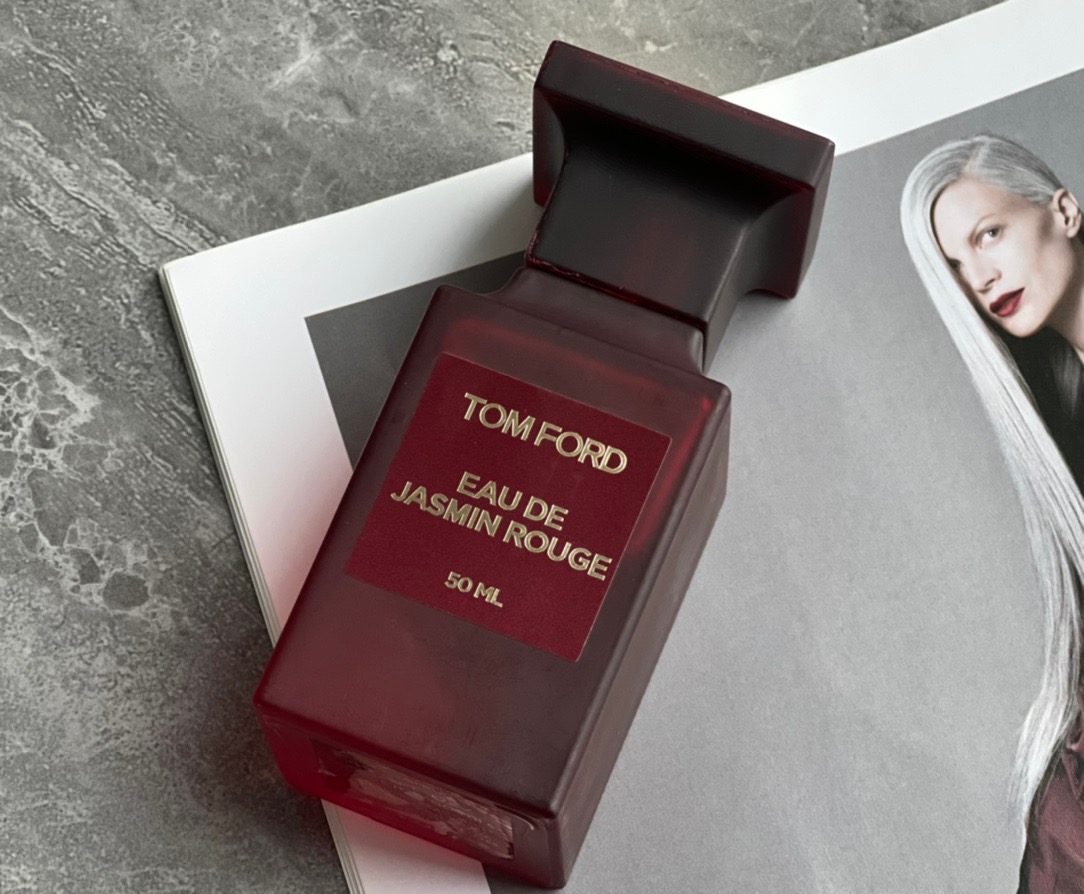 TOM FORD
EAU DE
JASMIN ROUGE
50 ML